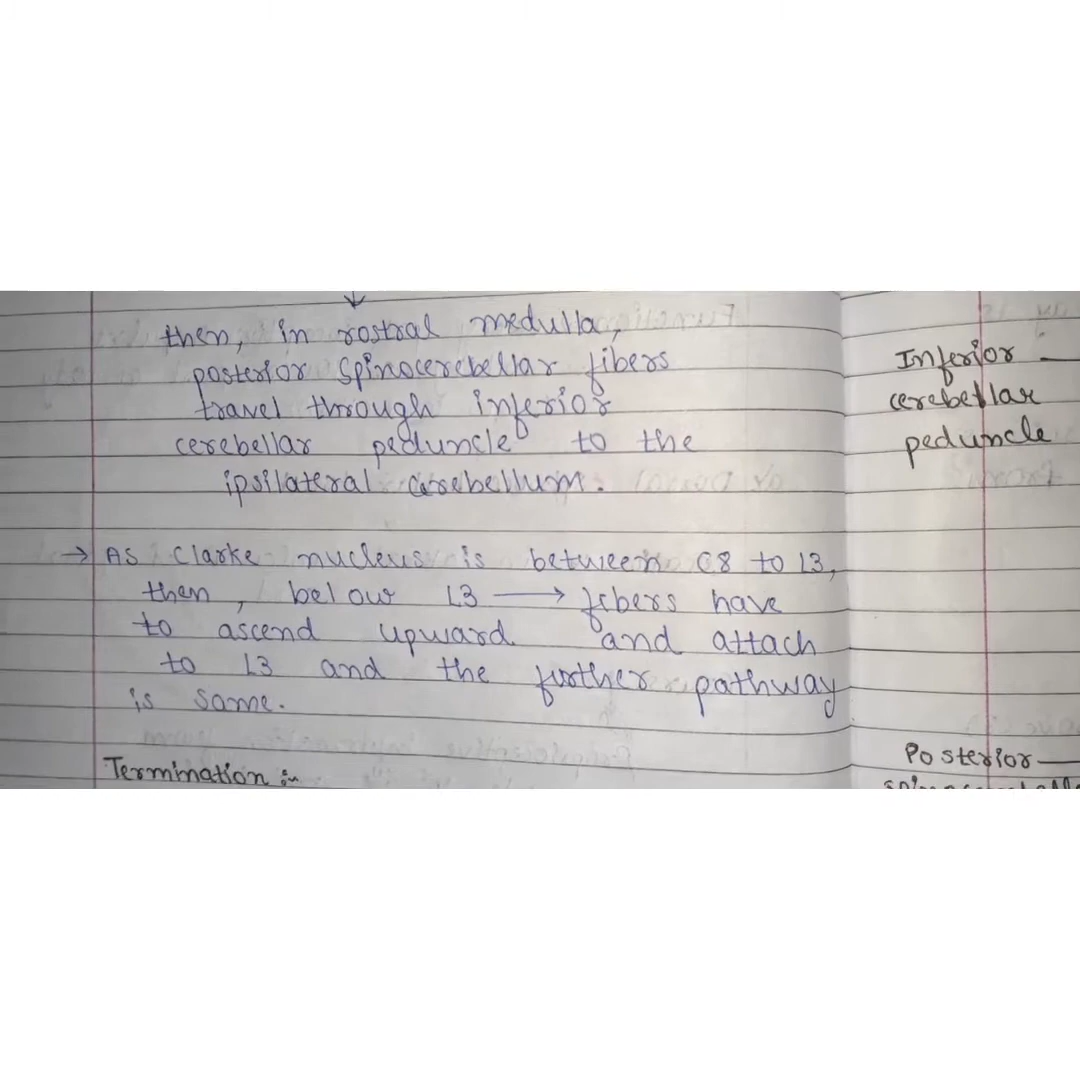 then, in rostral medulla,
posterior spinocerebellar fibers
travel through inferior
cerebellar peduncle to the
ipsilateral cerebellum.
→ As Clarke nucleus is between C8 to L3,
then, below L3 → fibers have
to ascend upward and attach
to L3 and the further pathway
is same.
Termination :-
Inferior
cerebellar
peduncle
Posterior